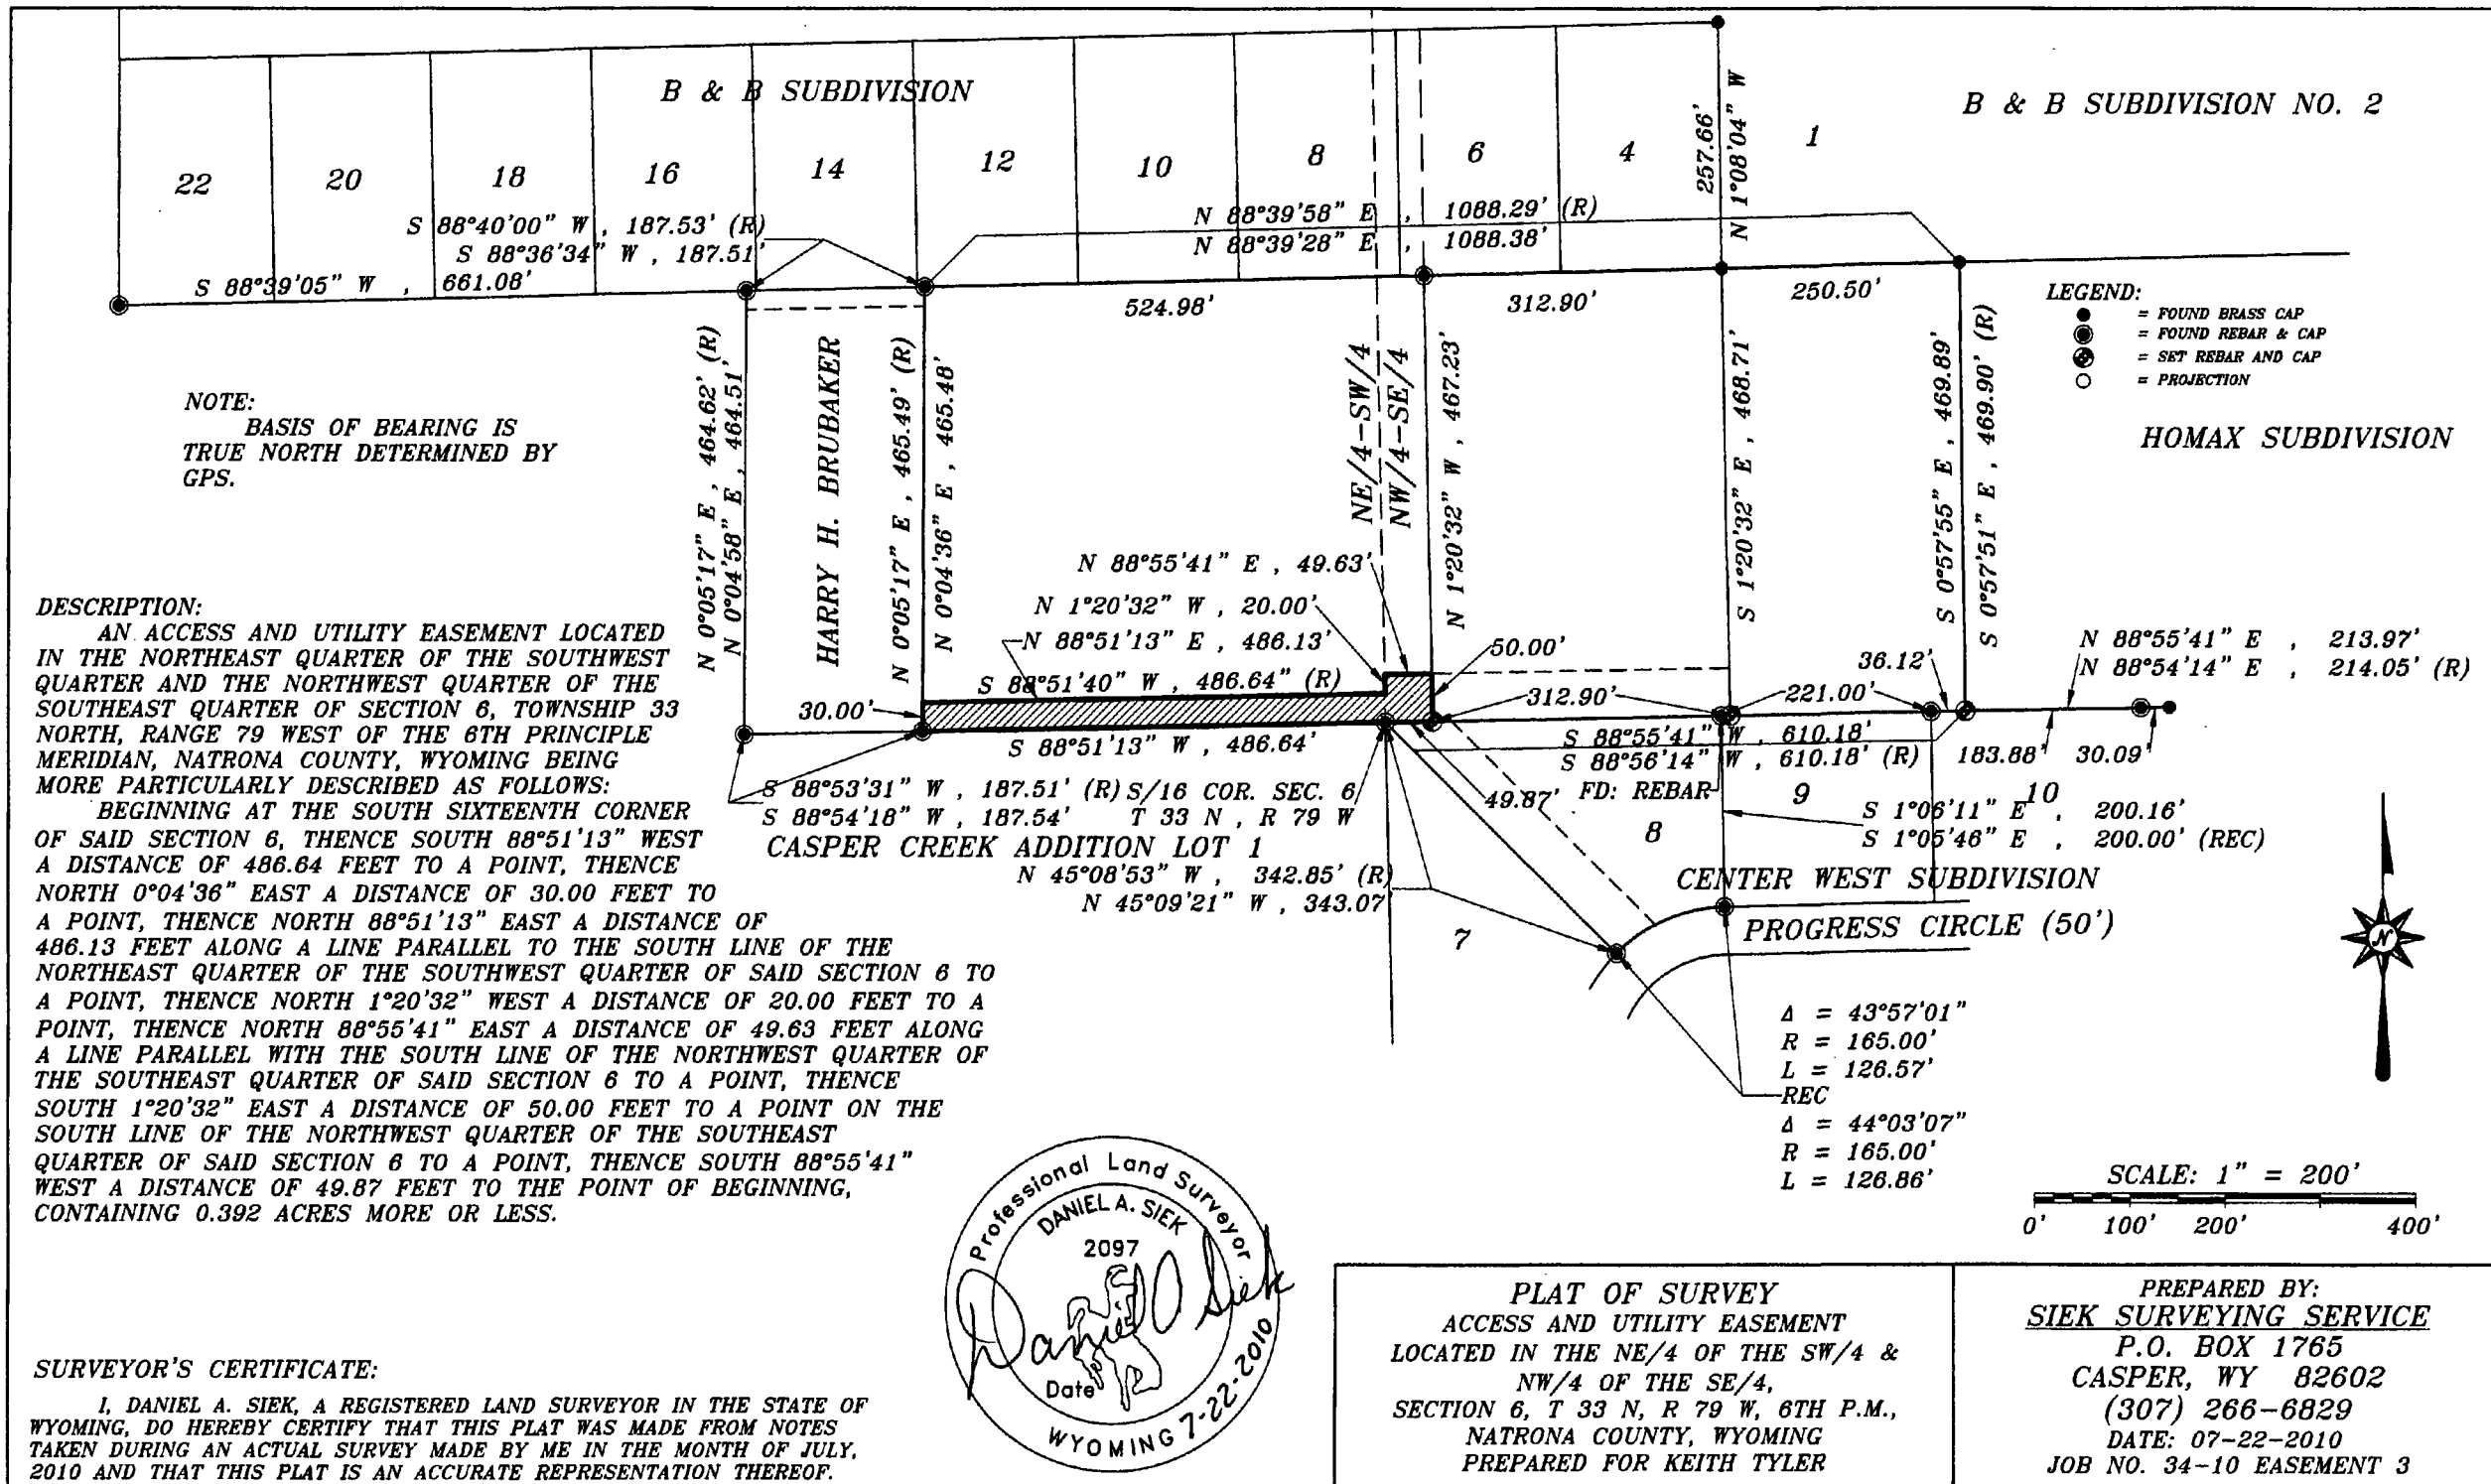 B & B SUBDIVISION
B & B SUBDIVISION NO. 2
22
20
18
16
14
12
10
8
6
4
1
257.66'
N 1°08'04" W
S 88°40'00" W , 187.53' (R)
S 88°36'34" W , 187.51'
S 88°39'05" W , 661.08'
N 88°39'58" E , 1088.29' (R)
N 88°39'28" E , 1088.38'
524.98'
312.90'
250.50'
LEGEND:
= FOUND BRASS CAP
= FOUND REBAR & CAP
= SET REBAR AND CAP
= PROJECTION
HOMAX SUBDIVISION
NOTE:
BASIS OF BEARING IS
TRUE NORTH DETERMINED BY
GPS.
N 0°05'17" E , 464.62' (R)
N 0°04'58" E , 464.51'
HARRY H. BRUBAKER
N 0°05'17" E , 465.49' (R)
N 0°04'36" E , 465.48'
NE/4-SW/4
NW/4-SE/4
N 1°20'32" W , 467.23'
S 1°20'32" E , 468.71'
S 0°57'55" E , 469.89'
S 0°57'51" E , 469.90' (R)
N 88°55'41" E , 49.63'
N 1°20'32" W , 20.00'
N 88°51'13" E , 486.13'
S 88°51'40" W , 486.64" (R)
30.00'
50.00'
312.90'
221.00'
36.12'
N 88°55'41" E , 213.97'
N 88°54'14" E , 214.05' (R)
S 88°51'13" W , 486.64'
S 88°55'41" W , 610.18'
S 88°56'14" W , 610.18' (R)
183.88'
30.09'
S 88°53'31" W , 187.51' (R)
S 88°54'18" W , 187.54'
S/16 COR. SEC. 6
T 33 N , R 79 W
49.87'
FD: REBAR
9
10
8
7
S 1°06'11" E , 200.16'
S 1°05'46" E , 200.00' (REC)
CASPER CREEK ADDITION LOT 1
N 45°08'53" W , 342.85' (R)
N 45°09'21" W , 343.07
CENTER WEST SUBDIVISION
PROGRESS CIRCLE (50')
Δ = 43°57'01"
R = 165.00'
L = 126.57'
REC
Δ = 44°03'07"
R = 165.00'
L = 126.86'
N
DESCRIPTION:
AN ACCESS AND UTILITY EASEMENT LOCATED
IN THE NORTHEAST QUARTER OF THE SOUTHWEST
QUARTER AND THE NORTHWEST QUARTER OF THE
SOUTHEAST QUARTER OF SECTION 6, TOWNSHIP 33
NORTH, RANGE 79 WEST OF THE 6TH PRINCIPLE
MERIDIAN, NATRONA COUNTY, WYOMING BEING
MORE PARTICULARLY DESCRIBED AS FOLLOWS:
BEGINNING AT THE SOUTH SIXTEENTH CORNER
OF SAID SECTION 6, THENCE SOUTH 88°51'13" WEST
A DISTANCE OF 486.64 FEET TO A POINT, THENCE
NORTH 0°04'36" EAST A DISTANCE OF 30.00 FEET TO
A POINT, THENCE NORTH 88°51'13" EAST A DISTANCE OF
486.13 FEET ALONG A LINE PARALLEL TO THE SOUTH LINE OF THE
NORTHEAST QUARTER OF THE SOUTHWEST QUARTER OF SAID SECTION 6 TO
A POINT, THENCE NORTH 1°20'32" WEST A DISTANCE OF 20.00 FEET TO A
POINT, THENCE NORTH 88°55'41" EAST A DISTANCE OF 49.63 FEET ALONG
A LINE PARALLEL WITH THE SOUTH LINE OF THE NORTHWEST QUARTER OF
THE SOUTHEAST QUARTER OF SAID SECTION 6 TO A POINT, THENCE
SOUTH 1°20'32" EAST A DISTANCE OF 50.00 FEET TO A POINT ON THE
SOUTH LINE OF THE NORTHWEST QUARTER OF THE SOUTHEAST
QUARTER OF SAID SECTION 6 TO A POINT, THENCE SOUTH 88°55'41"
WEST A DISTANCE OF 49.87 FEET TO THE POINT OF BEGINNING,
CONTAINING 0.392 ACRES MORE OR LESS.
SCALE: 1" = 200'
0' 100' 200' 400'
Professional Land Surveyor
DANIEL A. SIEK
2097
Daniel A Siek
Date
WYOMING 7-22-2010
SURVEYOR'S CERTIFICATE:
I, DANIEL A. SIEK, A REGISTERED LAND SURVEYOR IN THE STATE OF
WYOMING, DO HEREBY CERTIFY THAT THIS PLAT WAS MADE FROM NOTES
TAKEN DURING AN ACTUAL SURVEY MADE BY ME IN THE MONTH OF JULY,
2010 AND THAT THIS PLAT IS AN ACCURATE REPRESENTATION THEREOF.
PLAT OF SURVEY
ACCESS AND UTILITY EASEMENT
LOCATED IN THE NE/4 OF THE SW/4 &
NW/4 OF THE SE/4,
SECTION 6, T 33 N, R 79 W, 6TH P.M.,
NATRONA COUNTY, WYOMING
PREPARED FOR KEITH TYLER
PREPARED BY:
SIEK SURVEYING SERVICE
P.O. BOX 1765
CASPER, WY 82602
(307) 266-6829
DATE: 07-22-2010
JOB NO. 34-10 EASEMENT 3